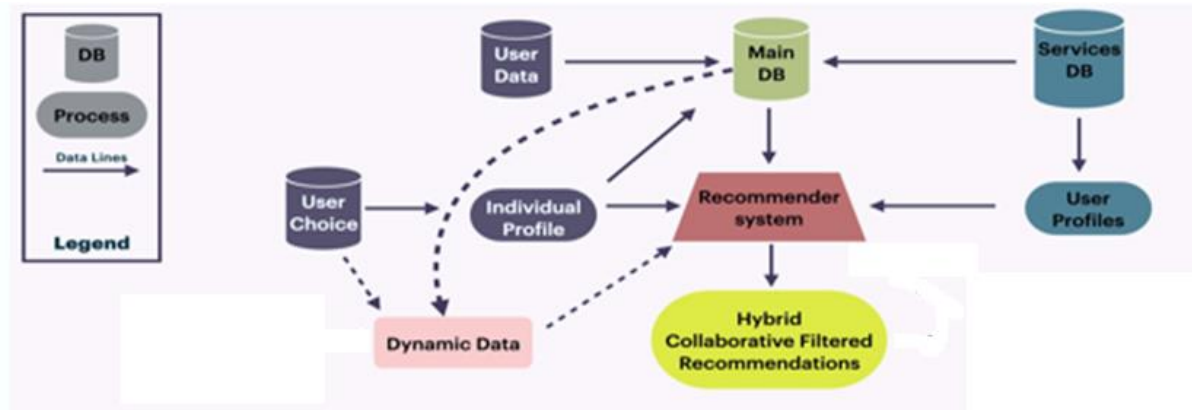 DB
Process
Data Lines
Legend
User
Data
Main
DB
Services
DB
User
Choice
Individual
Profile
Recommender
system
User
Profiles
Dynamic Data
Hybrid
Collaborative Filtered
Recommendations